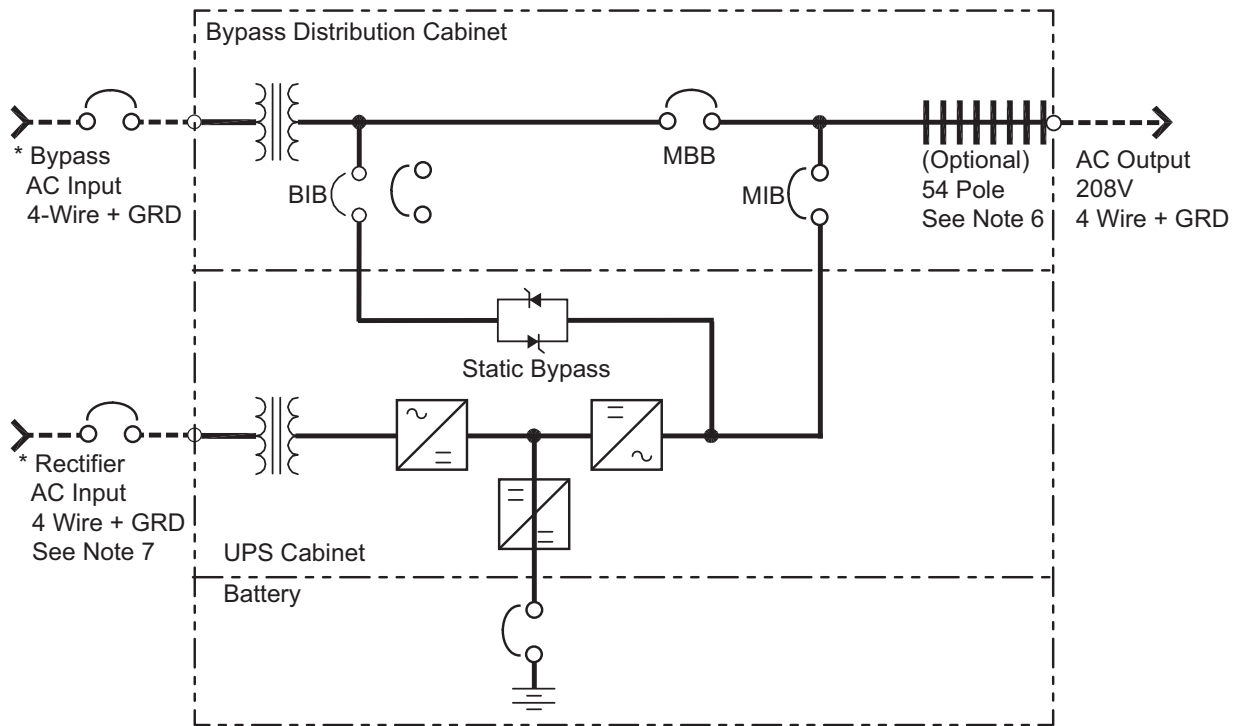 Bypass Distribution Cabinet
* Bypass
AC Input
4-Wire + GRD
BIB
MBB
MIB
(Optional)
54 Pole
See Note 6
AC Output
208V
4 Wire + GRD
Static Bypass
* Rectifier
AC Input
4 Wire + GRD
See Note 7
UPS Cabinet
Battery